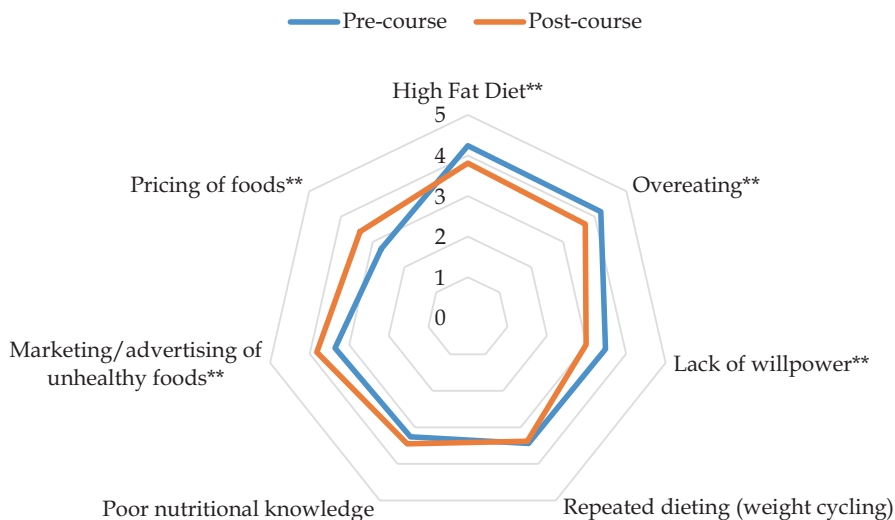 Pre-course Post-course
High Fat Diet**
5
4
3
2
1
0
Overeating**
Lack of willpower**
Repeated dieting (weight cycling)
Poor nutritional knowledge
Marketing/advertising of
unhealthy foods**
Pricing of foods**